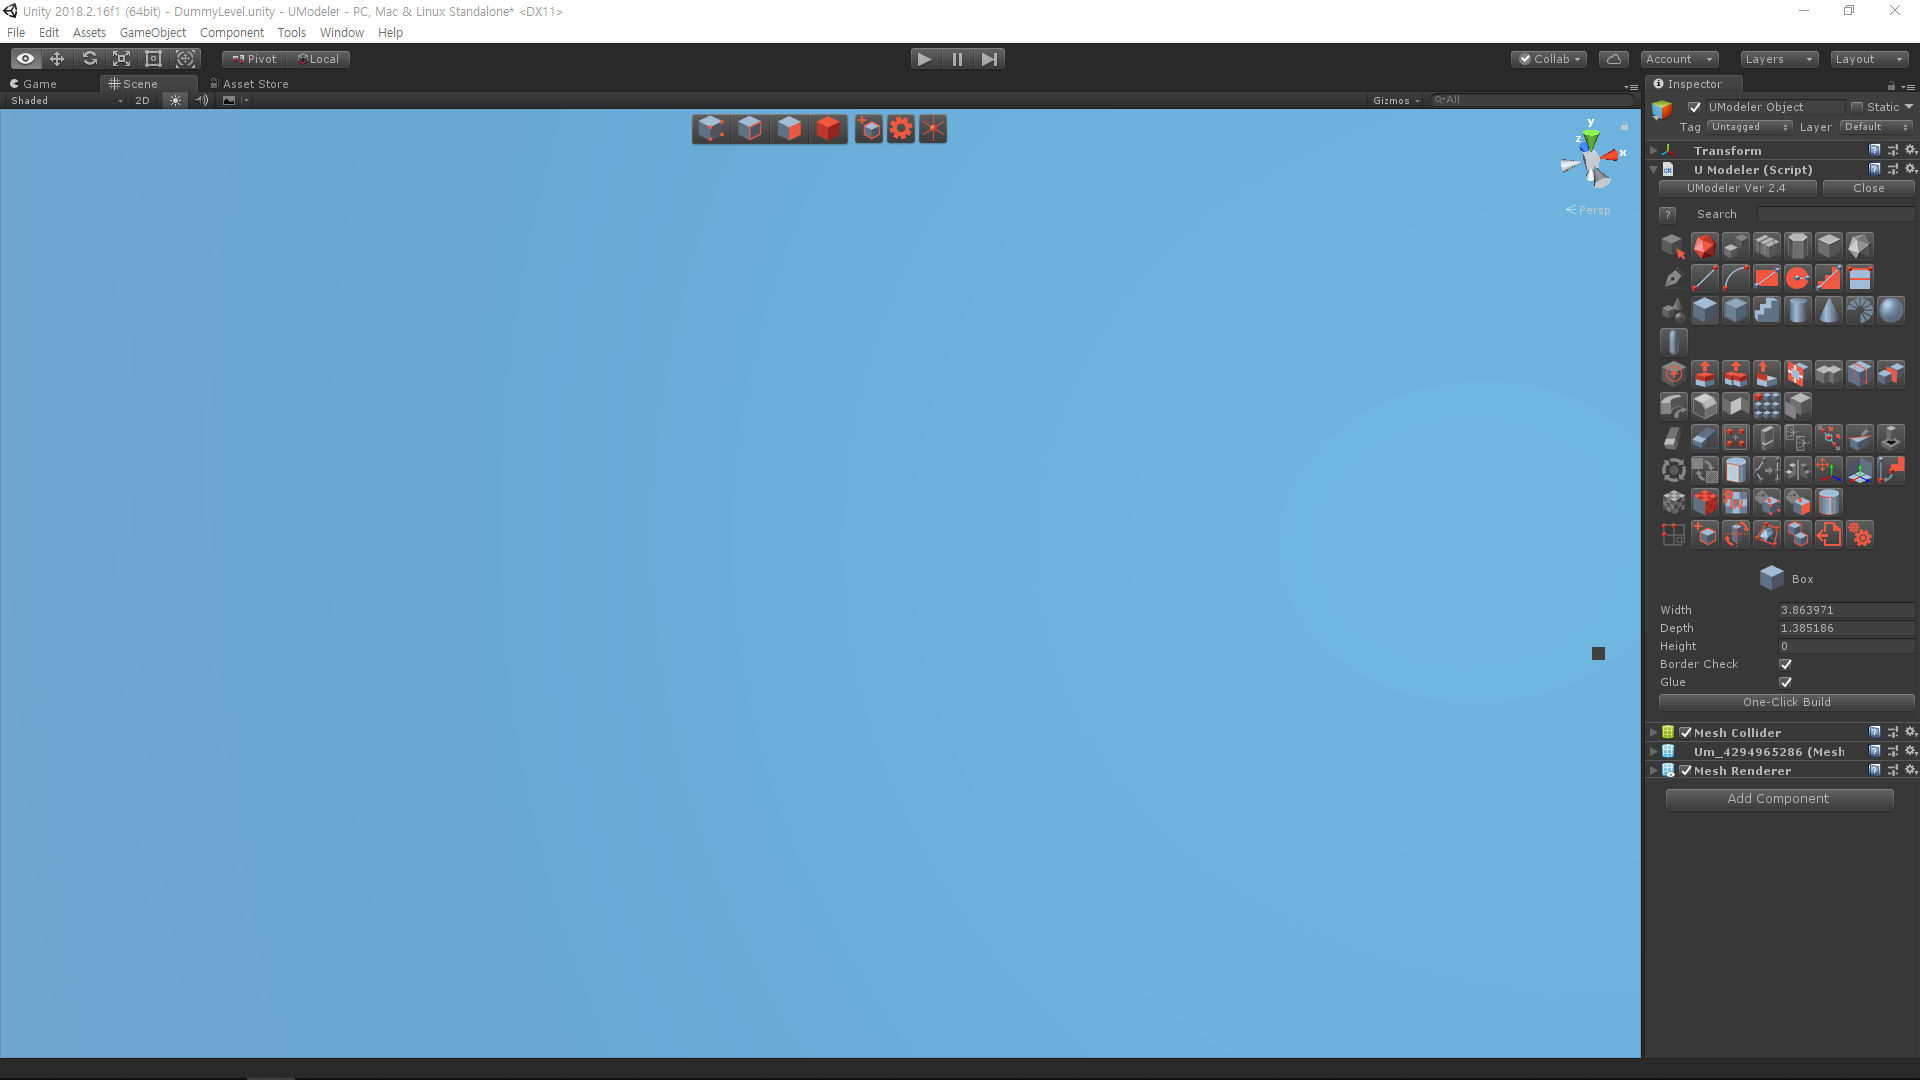 Unity 2018.2.16f1 (64bit) - DummyLevel.unity - UModeler - PC, Mac & Linux Standalone* <DX11>
File Edit Assets GameObject Component Tools Window Help
Pivot Local Collab Account Layers Layout
Game Scene Asset Store Inspector
Shaded 2D Gizmos All
UModeler Object Static
Tag Untagged Layer Default
y
z x
Persp
Transform
U Modeler (Script)
UModeler Ver 2.4 Close
? Search
Box
Width 3.863971
Depth 1.385186
Height 0
Border Check
Glue
One-Click Build
Mesh Collider
Um_4294965286 (Mesh
Mesh Renderer
Add Component